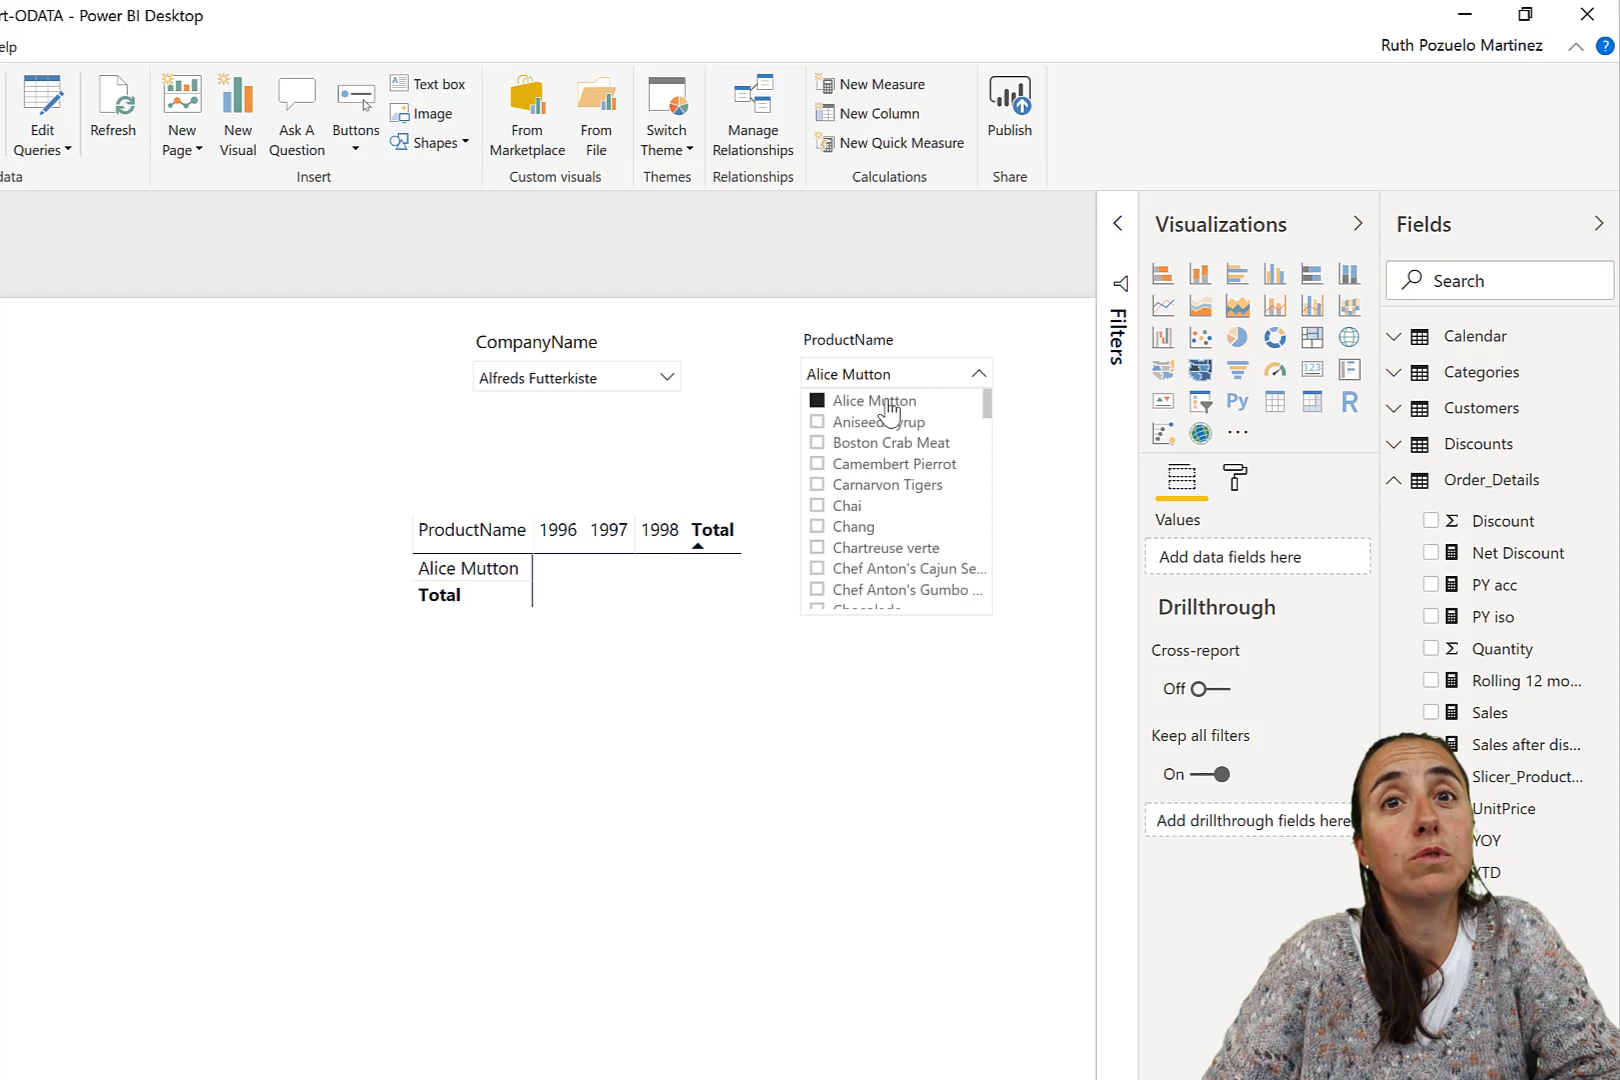 rt-ODATA - Power BI Desktop
Ruth Pozuelo Martinez
elp
Edit Queries
Refresh
New Page
New Visual
Ask A Question
Buttons
Text box
Image
Shapes
From Marketplace
From File
Switch Theme
Manage Relationships
New Measure
New Column
New Quick Measure
Publish
data
Insert
Custom visuals
Themes
Relationships
Calculations
Share
CompanyName
Alfreds Futterkiste
ProductName
Alice Mutton
Alice Mutton
Aniseed Syrup
Boston Crab Meat
Camembert Pierrot
Carnarvon Tigers
Chai
Chang
Chartreuse verte
Chef Anton's Cajun Se...
Chef Anton's Gumbo ...
ProductName 1996 1997 1998 Total
Alice Mutton
Total
Filters
Visualizations
123
Py
R
...
Values
Add data fields here
Drillthrough
Cross-report
Off
Keep all filters
On
Add drillthrough fields here
Fields
Search
Calendar
Categories
Customers
Discounts
Order_Details
Discount
Net Discount
PY acc
PY iso
Quantity
Rolling 12 mo...
Sales
Sales after dis...
Slicer_Product...
UnitPrice
YOY
YTD